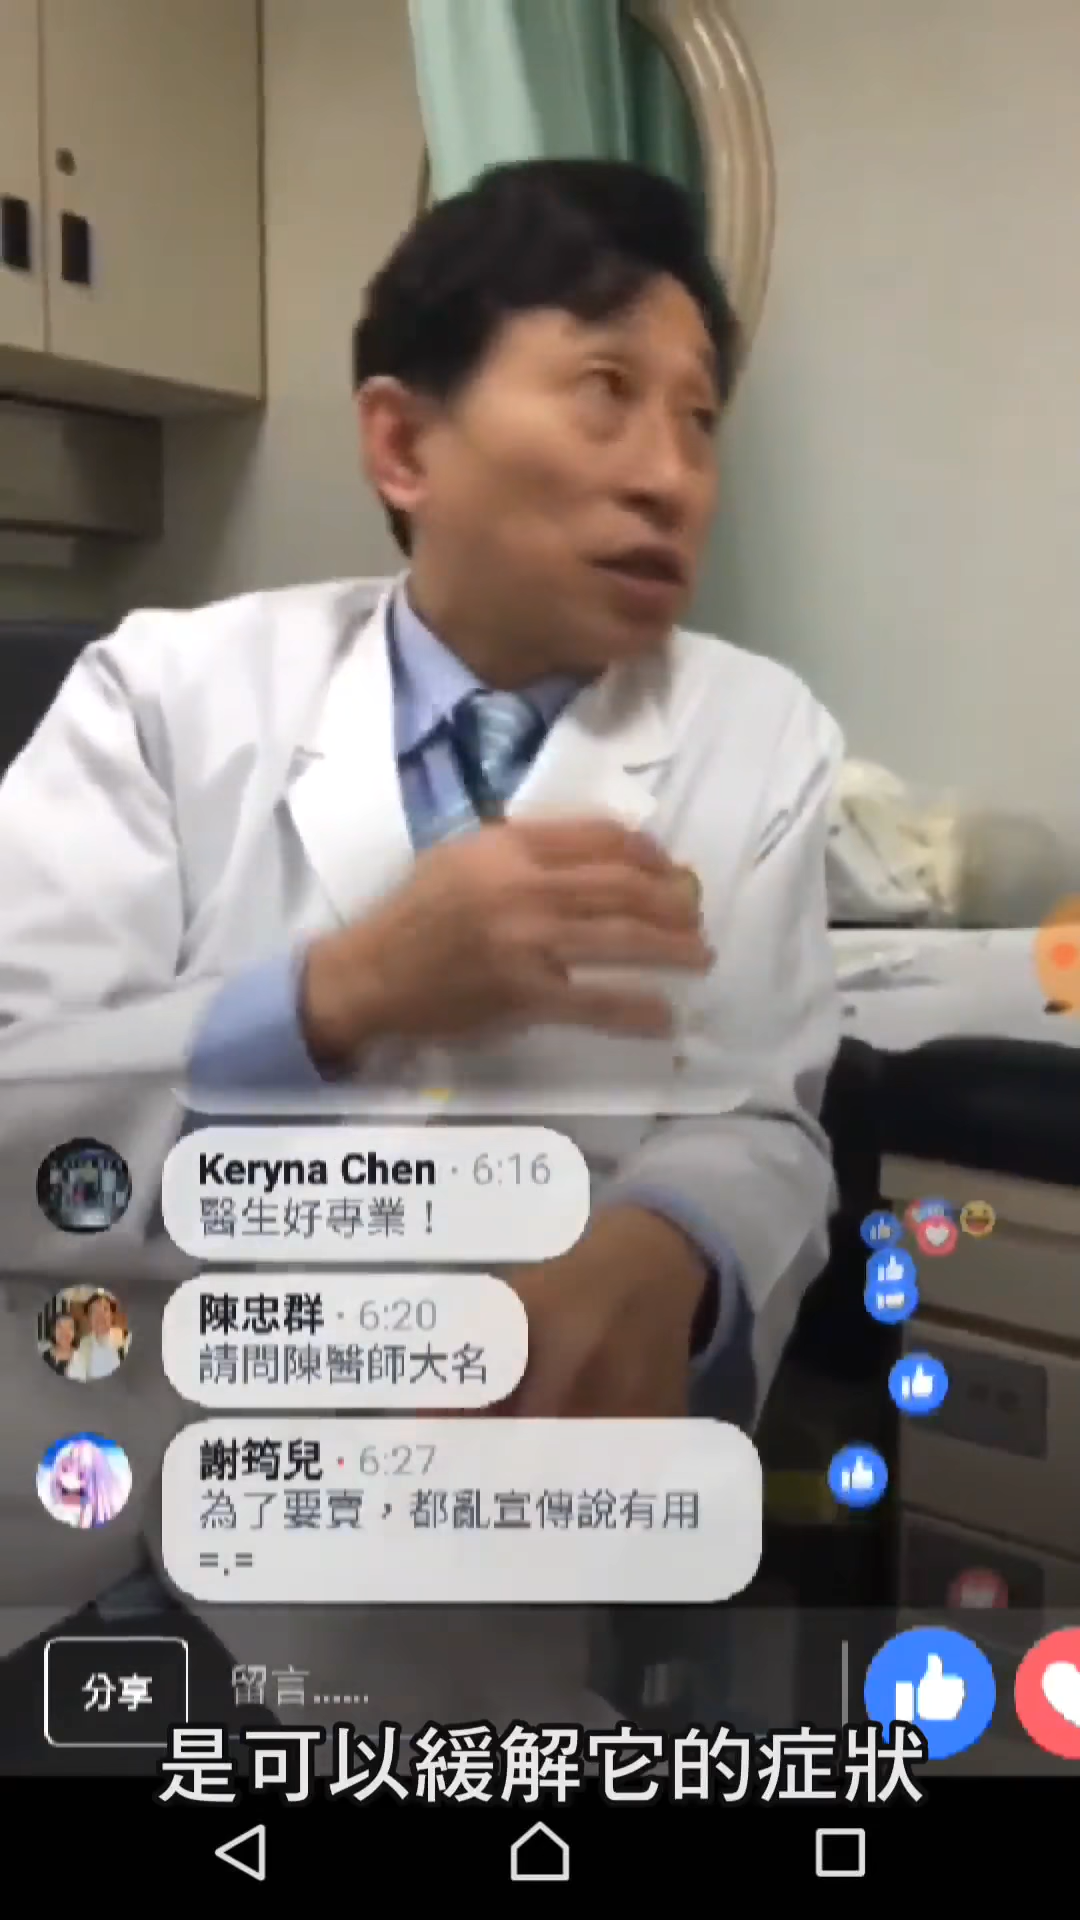 Keryna Chen · 6:16
醫生好專業！
陳忠群 · 6:20
請問陳醫師大名
謝筠兒 · 6:27
為了要賣，都亂宣傳說有用
=.=
分享
留言......
是可以緩解它的症狀